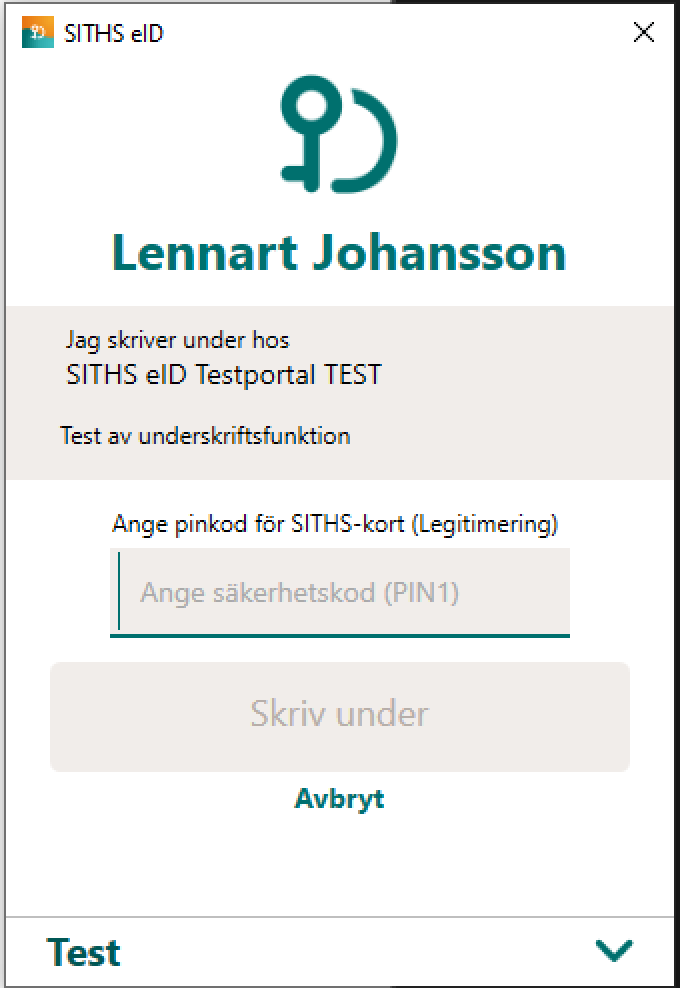 SITHS eID
Lennart Johansson
Jag skriver under hos
SITHS eID Testportal TEST
Test av underskriftsfunktion
Ange pinkod för SITHS-kort (Legitimering)
Ange säkerhetskod (PIN1)
Skriv under
Avbryt
Test